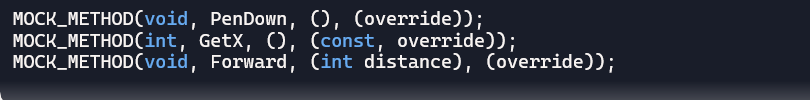 MOCK_METHOD(void, PenDown, (), (override));
MOCK_METHOD(int, GetX, (), (const, override));
MOCK_METHOD(void, Forward, (int distance), (override));